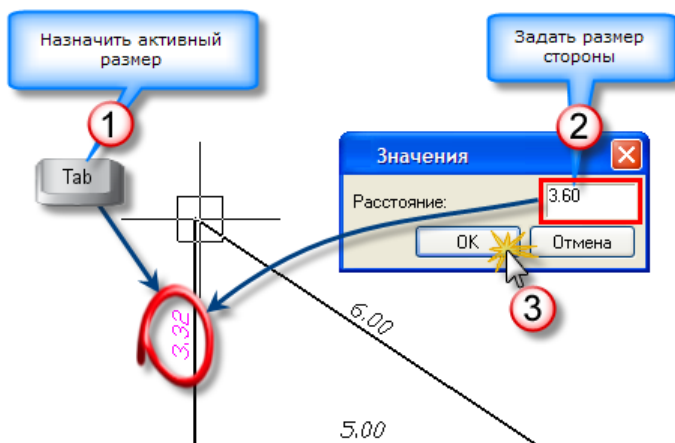 Назначить активный
размер
Задать размер
стороны
1
2
Tab
Значения
Расстояние:
3.60
OK
Отмена
3
3.32
6.00
5.00